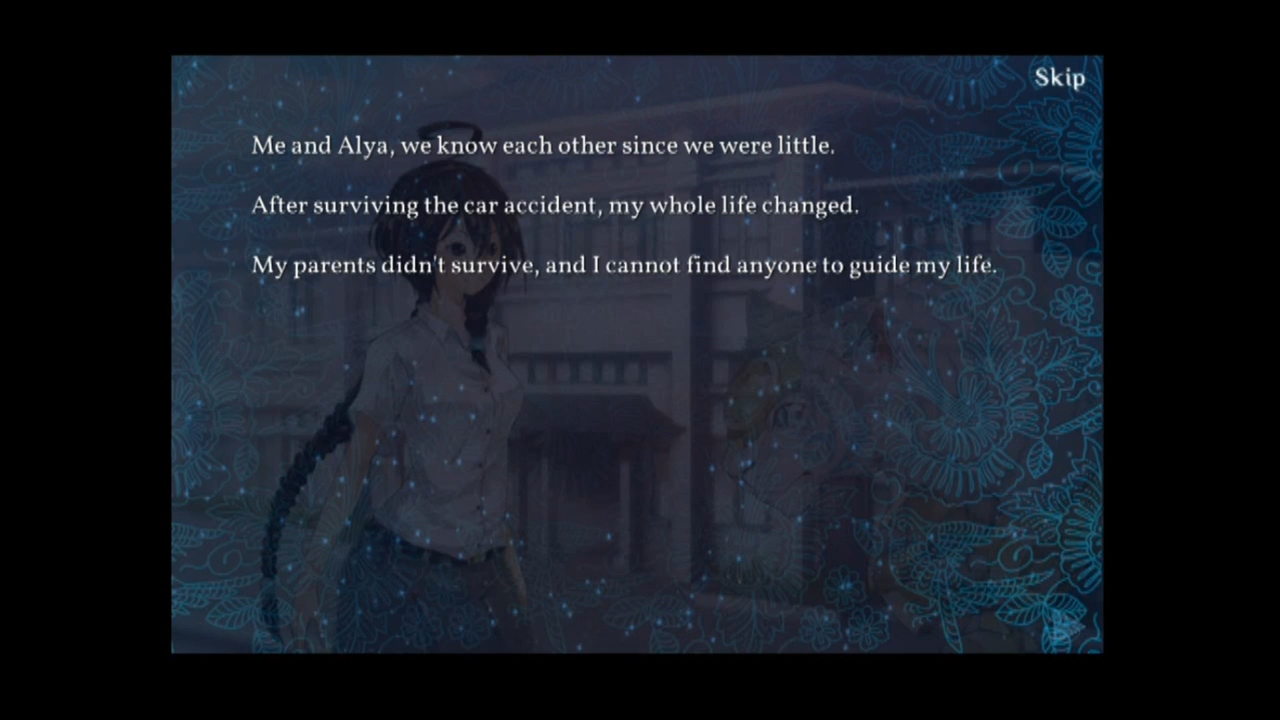 Skip
Me and Alya, we know each other since we were little.
After surviving the car accident, my whole life changed.
My parents didn't survive, and I cannot find anyone to guide my life.